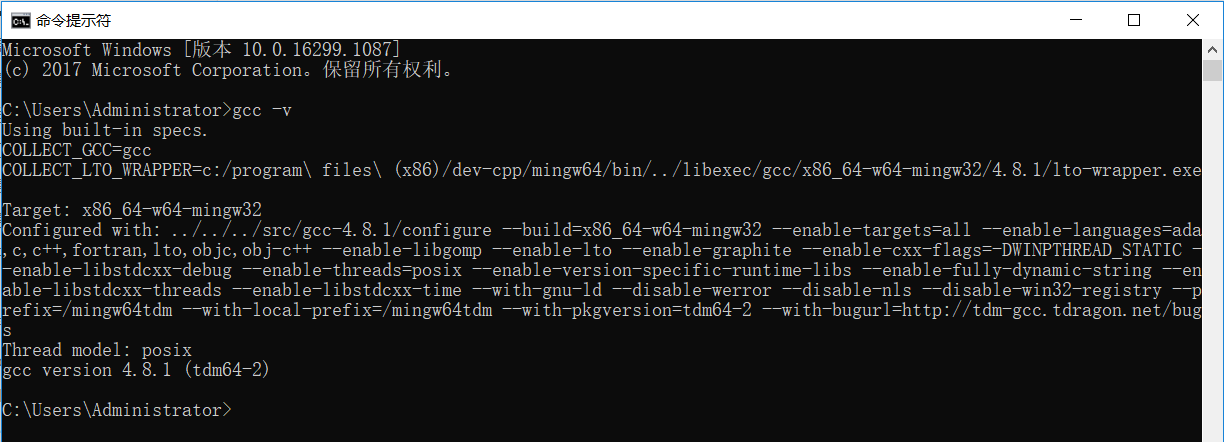 命令提示符
Microsoft Windows [版本 10.0.16299.1087]
(c) 2017 Microsoft Corporation。保留所有权利。
C:\Users\Administrator>gcc -v
Using built-in specs.
COLLECT_GCC=gcc
COLLECT_LTO_WRAPPER=c:/program\ files\ (x86)/dev-cpp/mingw64/bin/../libexec/gcc/x86_64-w64-mingw32/4.8.1/lto-wrapper.exe
Target: x86_64-w64-mingw32
Configured with: ../../../src/gcc-4.8.1/configure --build=x86_64-w64-mingw32 --enable-targets=all --enable-languages=ada
,c,c++,fortran,lto,objc,obj-c++ --enable-libgomp --enable-lto --enable-graphite --enable-cxx-flags=-DWINPTHREAD_STATIC -
-enable-libstdcxx-debug --enable-threads=posix --enable-version-specific-runtime-libs --enable-fully-dynamic-string --en
able-libstdcxx-threads --enable-libstdcxx-time --with-gnu-ld --disable-werror --disable-nls --disable-win32-registry --p
refix=/mingw64tdm --with-local-prefix=/mingw64tdm --with-pkgversion=tdm64-2 --with-bugurl=http://tdm-gcc.tdragon.net/bug
s
Thread model: posix
gcc version 4.8.1 (tdm64-2)
C:\Users\Administrator>